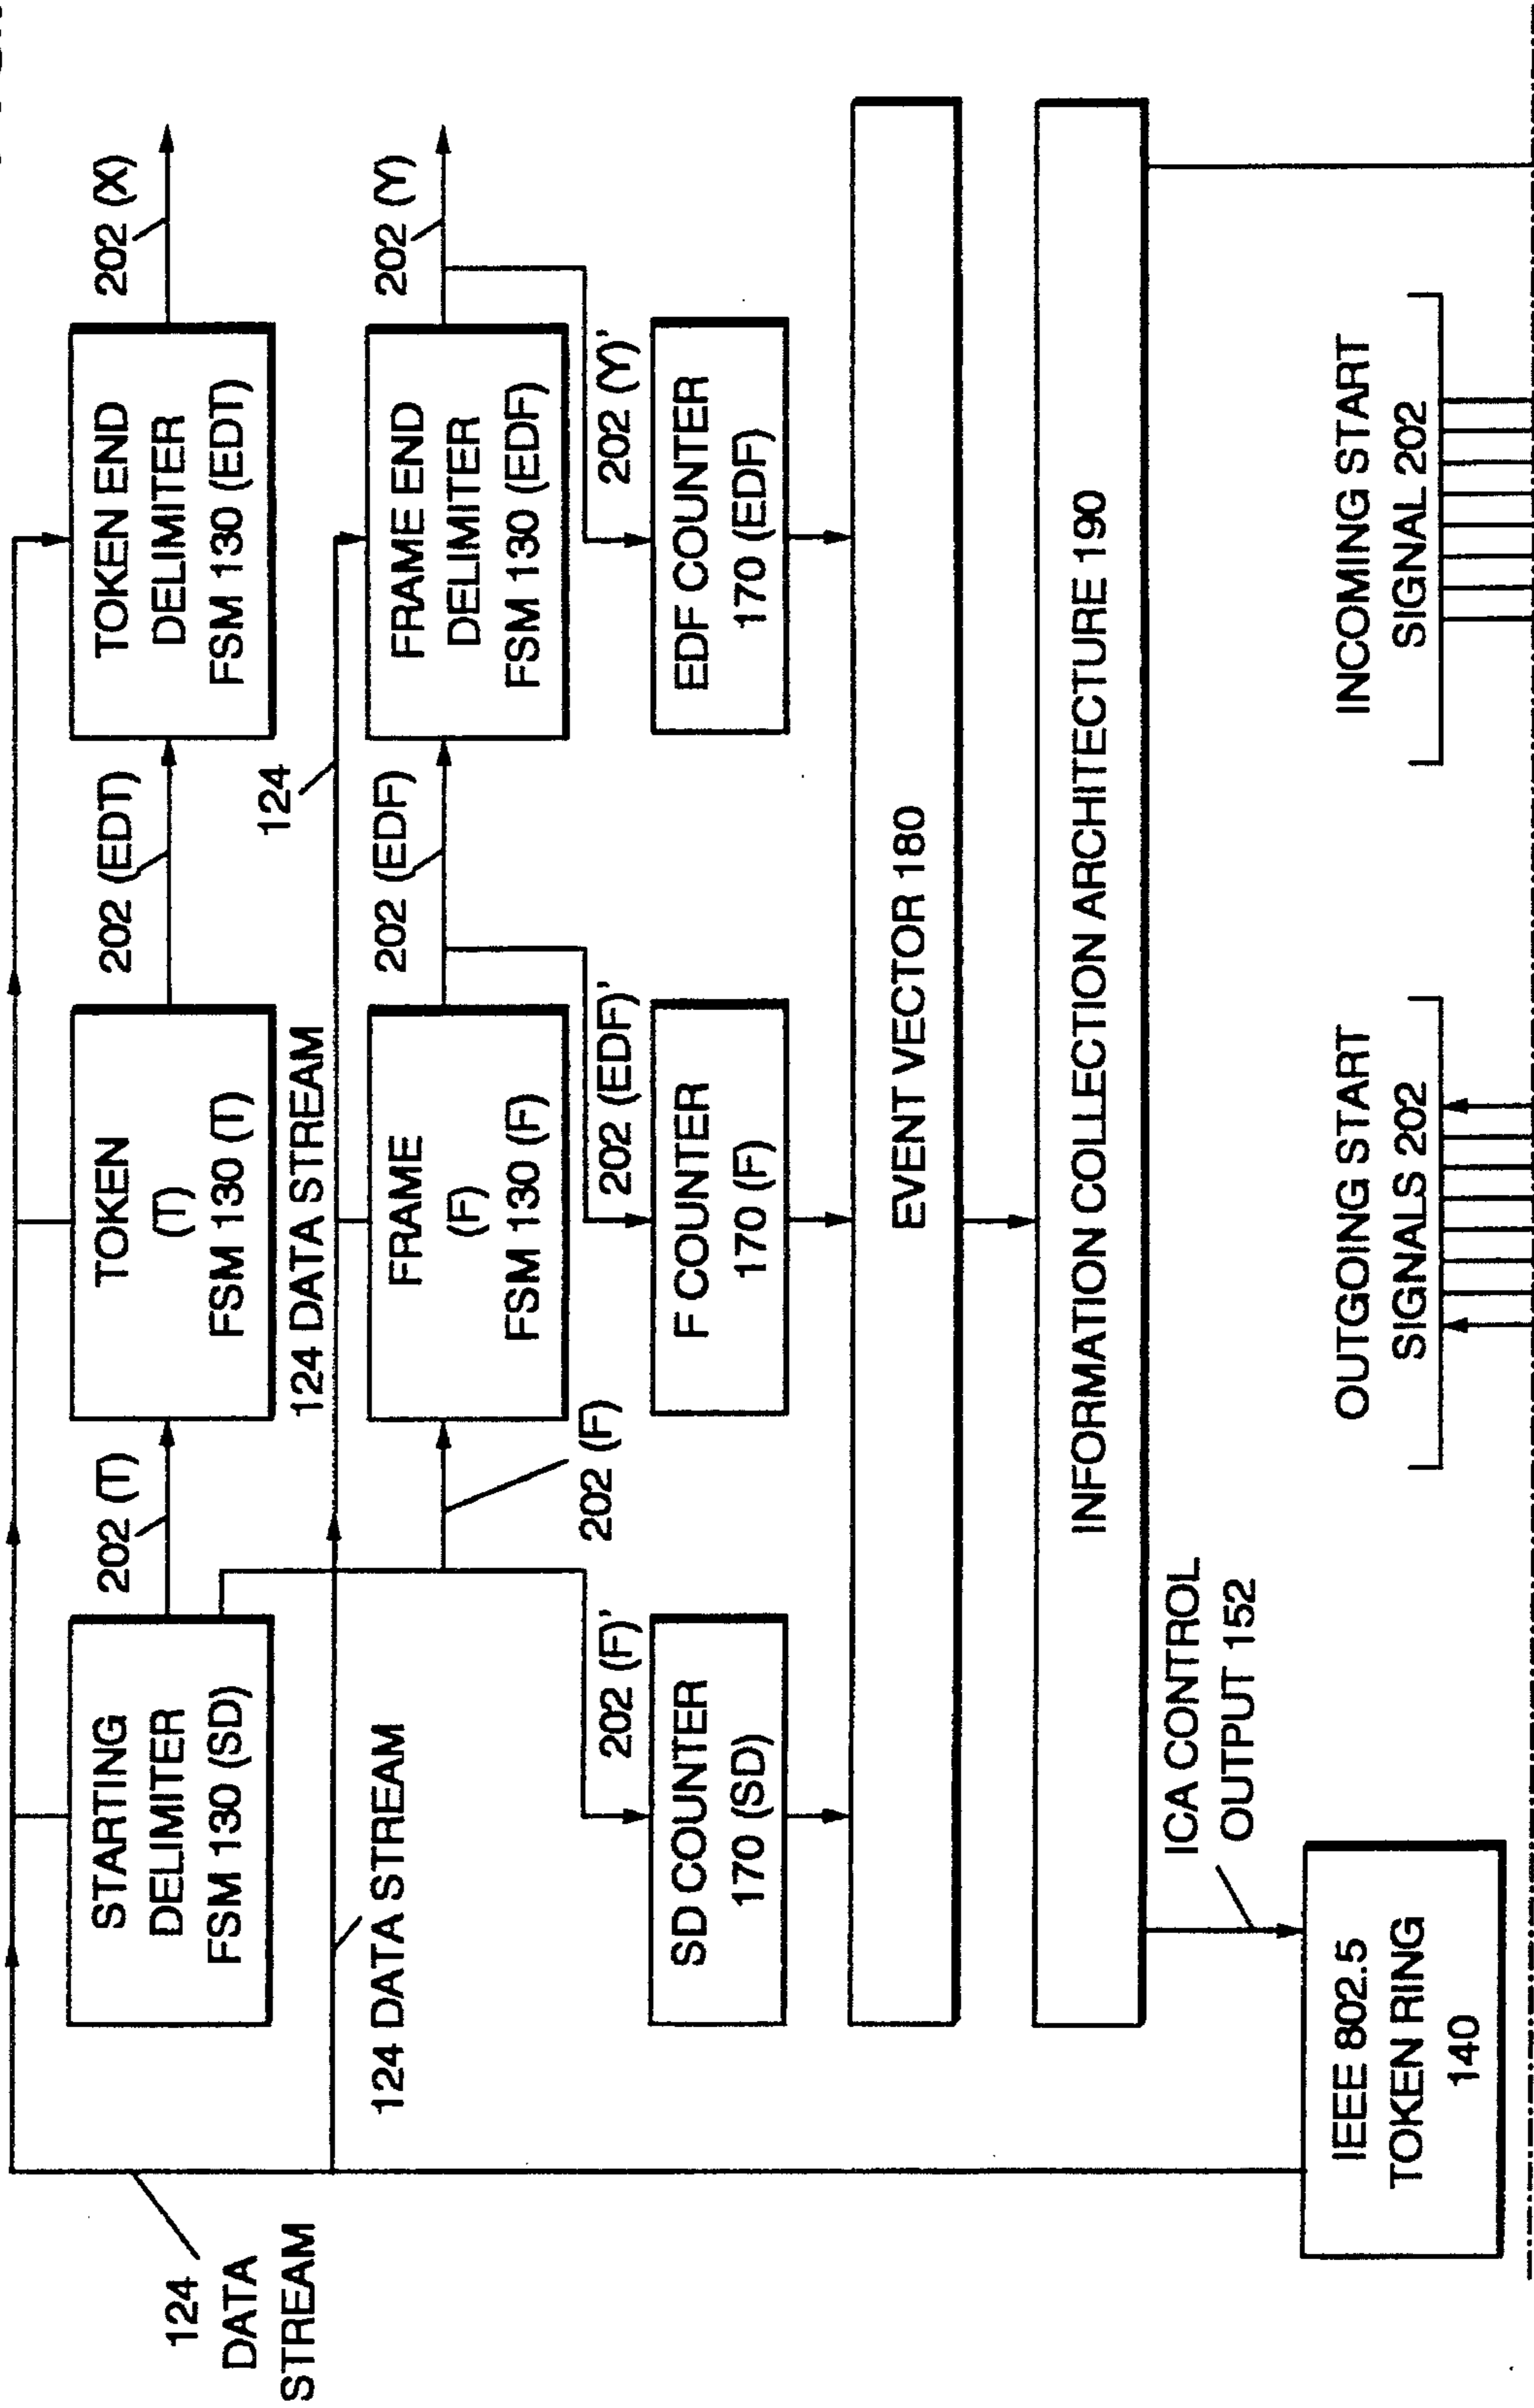 124
DATA
STREAM
STARTING
DELIMITER
FSM 130 (SD)
202 (T)
TOKEN
(T)
FSM 130 (T)
202 (EDT)
TOKEN END
DELIMITER
FSM 130 (EDT)
202 (X)
124 DATA STREAM
124 DATA STREAM
124
202 (F)
FRAME
(F)
FSM 130 (F)
202 (EDF)
FRAME END
DELIMITER
FSM 130 (EDF)
202 (Y)
202 (F)'
SD COUNTER
170 (SD)
202 (EDF)'
F COUNTER
170 (F)
202 (Y)'
EDF COUNTER
170 (EDF)
EVENT VECTOR 180
INFORMATION COLLECTION ARCHITECTURE 190
ICA CONTROL
OUTPUT 152
IEEE 802.5
TOKEN RING
140
OUTGOING START
SIGNALS 202
INCOMING START
SIGNAL 202